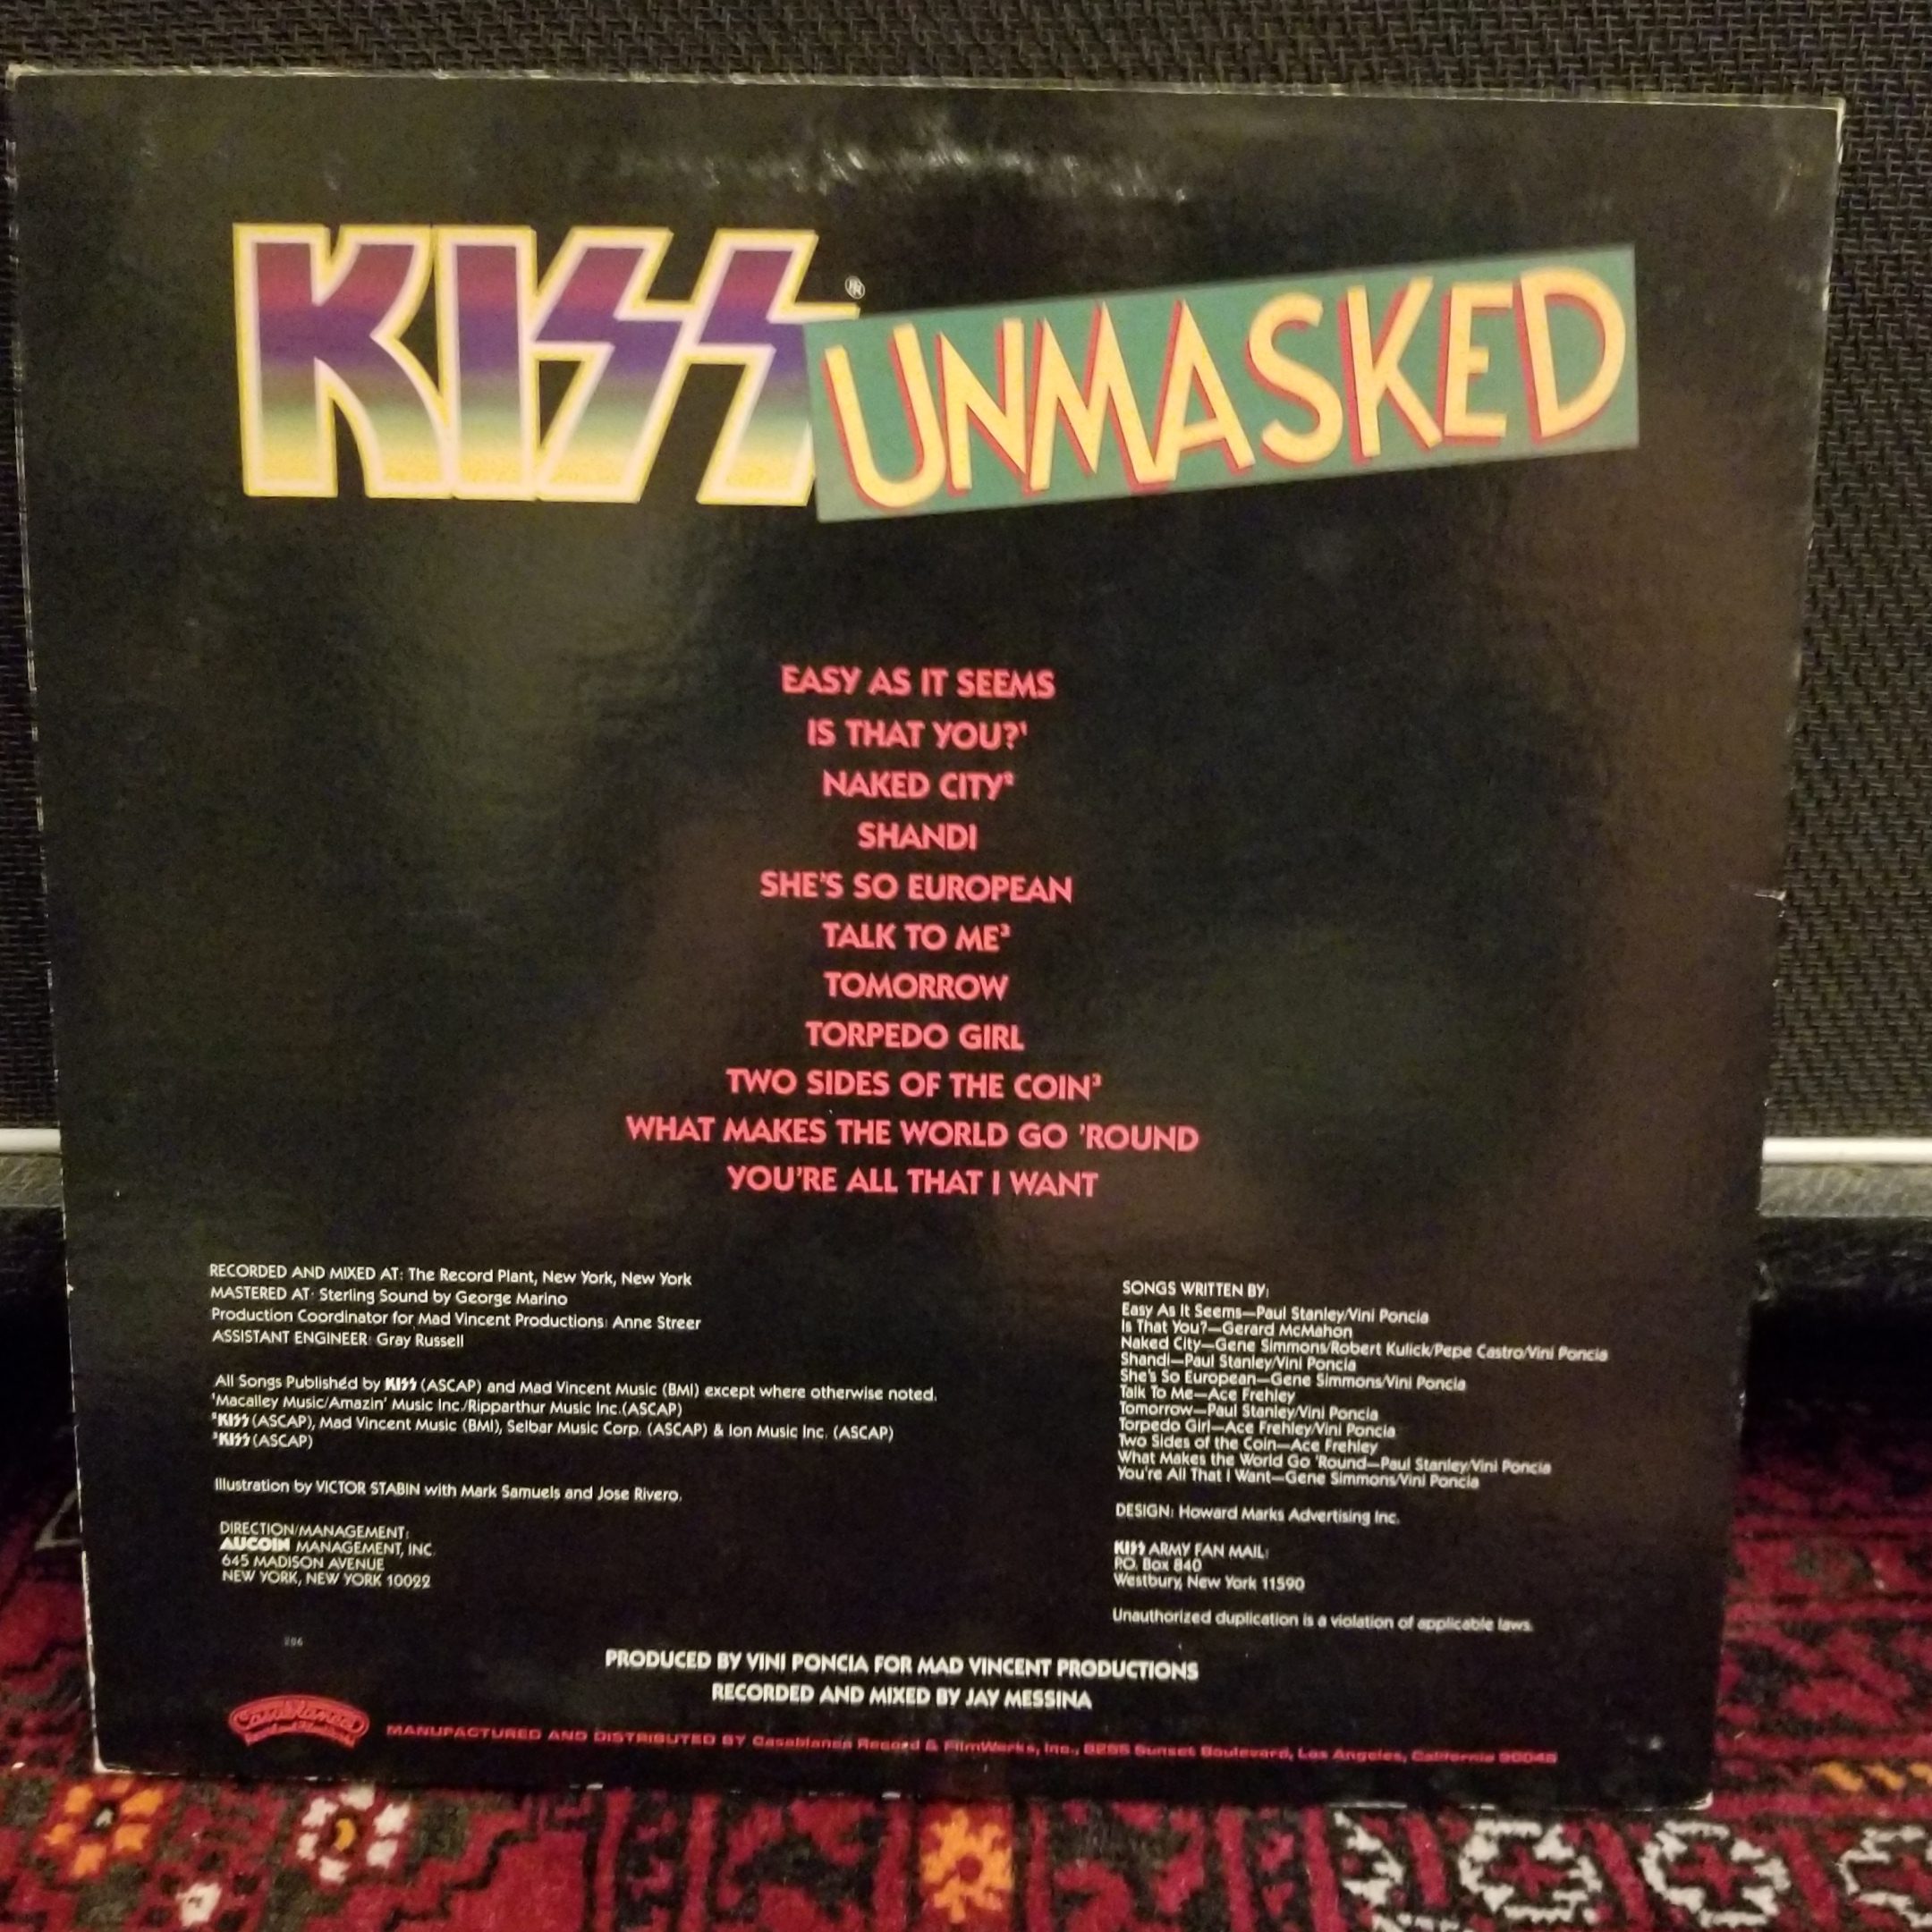 KISS®
UNMASKED
EASY AS IT SEEMS
IS THAT YOU?¹
NAKED CITY²
SHANDI
SHE'S SO EUROPEAN
TALK TO ME³
TOMORROW
TORPEDO GIRL
TWO SIDES OF THE COIN³
WHAT MAKES THE WORLD GO 'ROUND
YOU'RE ALL THAT I WANT
RECORDED AND MIXED AT: The Record Plant, New York, New York
MASTERED AT: Sterling Sound by George Marino
Production Coordinator for Mad Vincent Productions: Anne Streer
ASSISTANT ENGINEER: Gray Russell
All Songs Published by KISS (ASCAP) and Mad Vincent Music (BMI) except where otherwise noted.
¹Macalley Music/Amazin' Music Inc./Ripparthur Music Inc.(ASCAP)
²KISS (ASCAP), Mad Vincent Music (BMI), Selbar Music Corp. (ASCAP) & Ion Music Inc. (ASCAP)
³KISS (ASCAP)
Illustration by VICTOR STABIN with Mark Samuels and Jose Rivero.
DIRECTION/MANAGEMENT:
AUCOIN MANAGEMENT, INC.
645 MADISON AVENUE
NEW YORK, NEW YORK 10022
SONGS WRITTEN BY:
Easy As It Seems—Paul Stanley/Vini Poncia
Is That You?—Gerard McMahon
Naked City—Gene Simmons/Robert Kulick/Pepe Castro/Vini Poncia
Shandi—Paul Stanley/Vini Poncia
She's So European—Gene Simmons/Vini Poncia
Talk To Me—Ace Frehley
Tomorrow—Paul Stanley/Vini Poncia
Torpedo Girl—Ace Frehley/Vini Poncia
Two Sides of the Coin—Ace Frehley
What Makes the World Go 'Round—Paul Stanley/Vini Poncia
You're All That I Want—Gene Simmons/Vini Poncia
DESIGN: Howard Marks Advertising Inc.
KISS ARMY FAN MAIL:
P.O. Box 840
Westbury, New York 11590
Unauthorized duplication is a violation of applicable laws.
PRODUCED BY VINI PONCIA FOR MAD VINCENT PRODUCTIONS
RECORDED AND MIXED BY JAY MESSINA
Casablanca
MANUFACTURED AND DISTRIBUTED BY Casablanca Record & FilmWorks, Inc., 8255 Sunset Boulevard, Los Angeles, California 90046